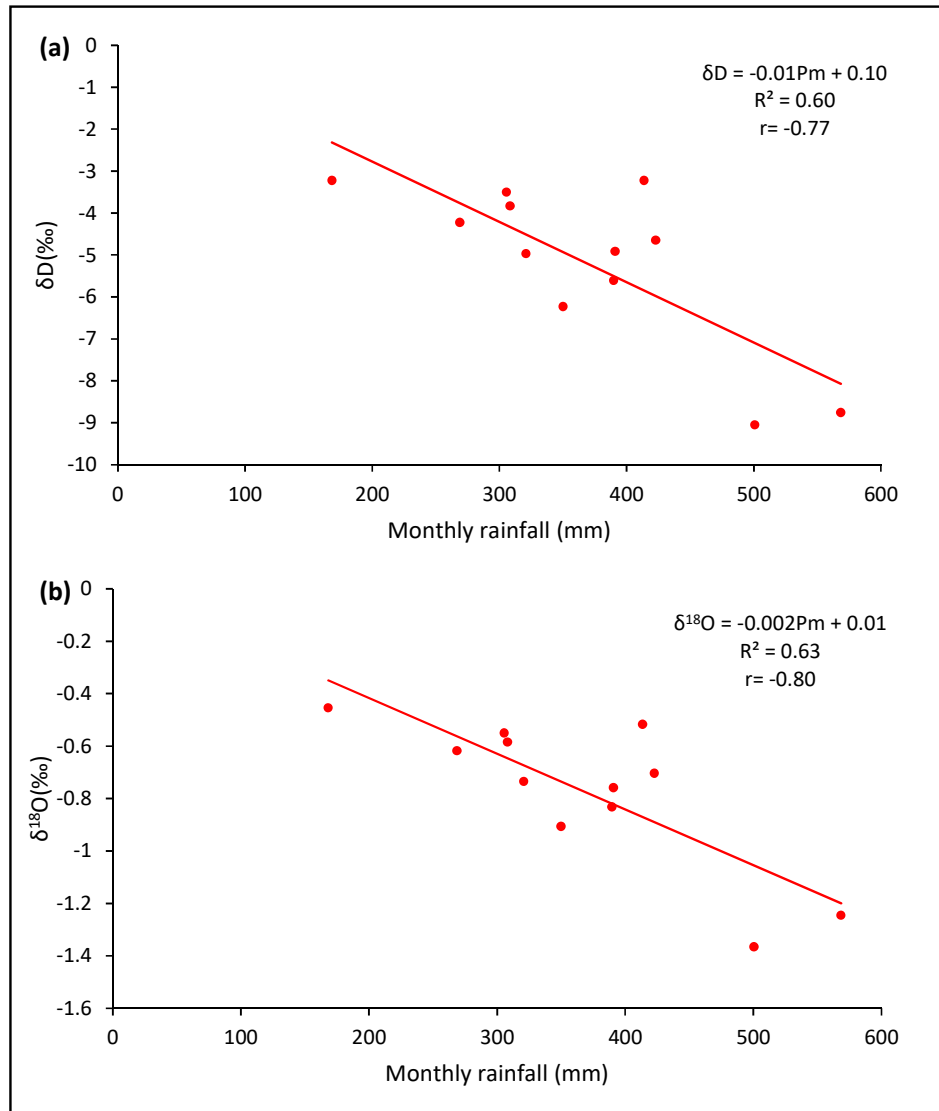 (a)
δD = -0.01Pm + 0.10
R² = 0.60
r= -0.77
0
-1
-2
-3
-4
-5
-6
-7
-8
-9
-10
δD(‰)
0 100 200 300 400 500 600
Monthly rainfall (mm)
(b)
δ¹⁸O = -0.002Pm + 0.01
R² = 0.63
r= -0.80
0
-0.2
-0.4
-0.6
-0.8
-1
-1.2
-1.4
-1.6
δ¹⁸O(‰)
0 100 200 300 400 500 600
Monthly rainfall (mm)